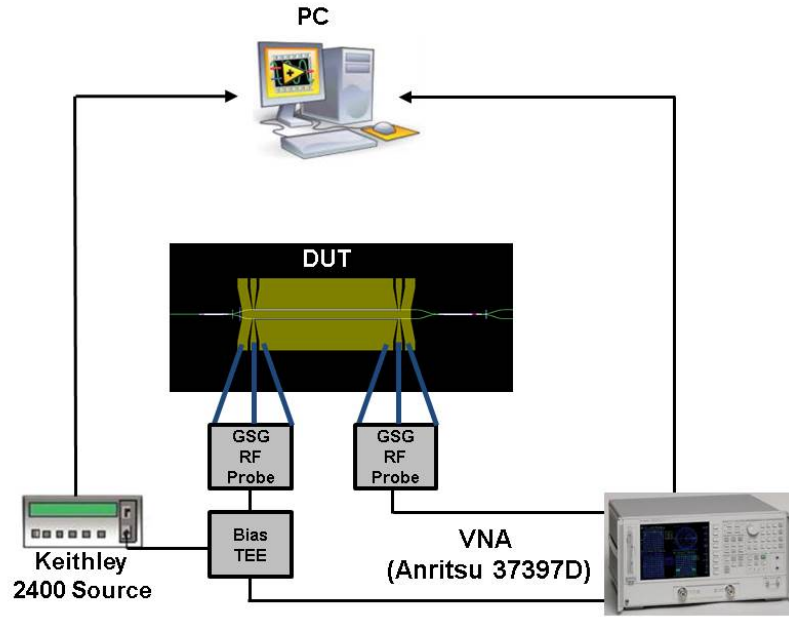 PC
DUT
GSG
RF
Probe
GSG
RF
Probe
Bias
TEE
Keithley
2400 Source
VNA
(Anritsu 37397D)